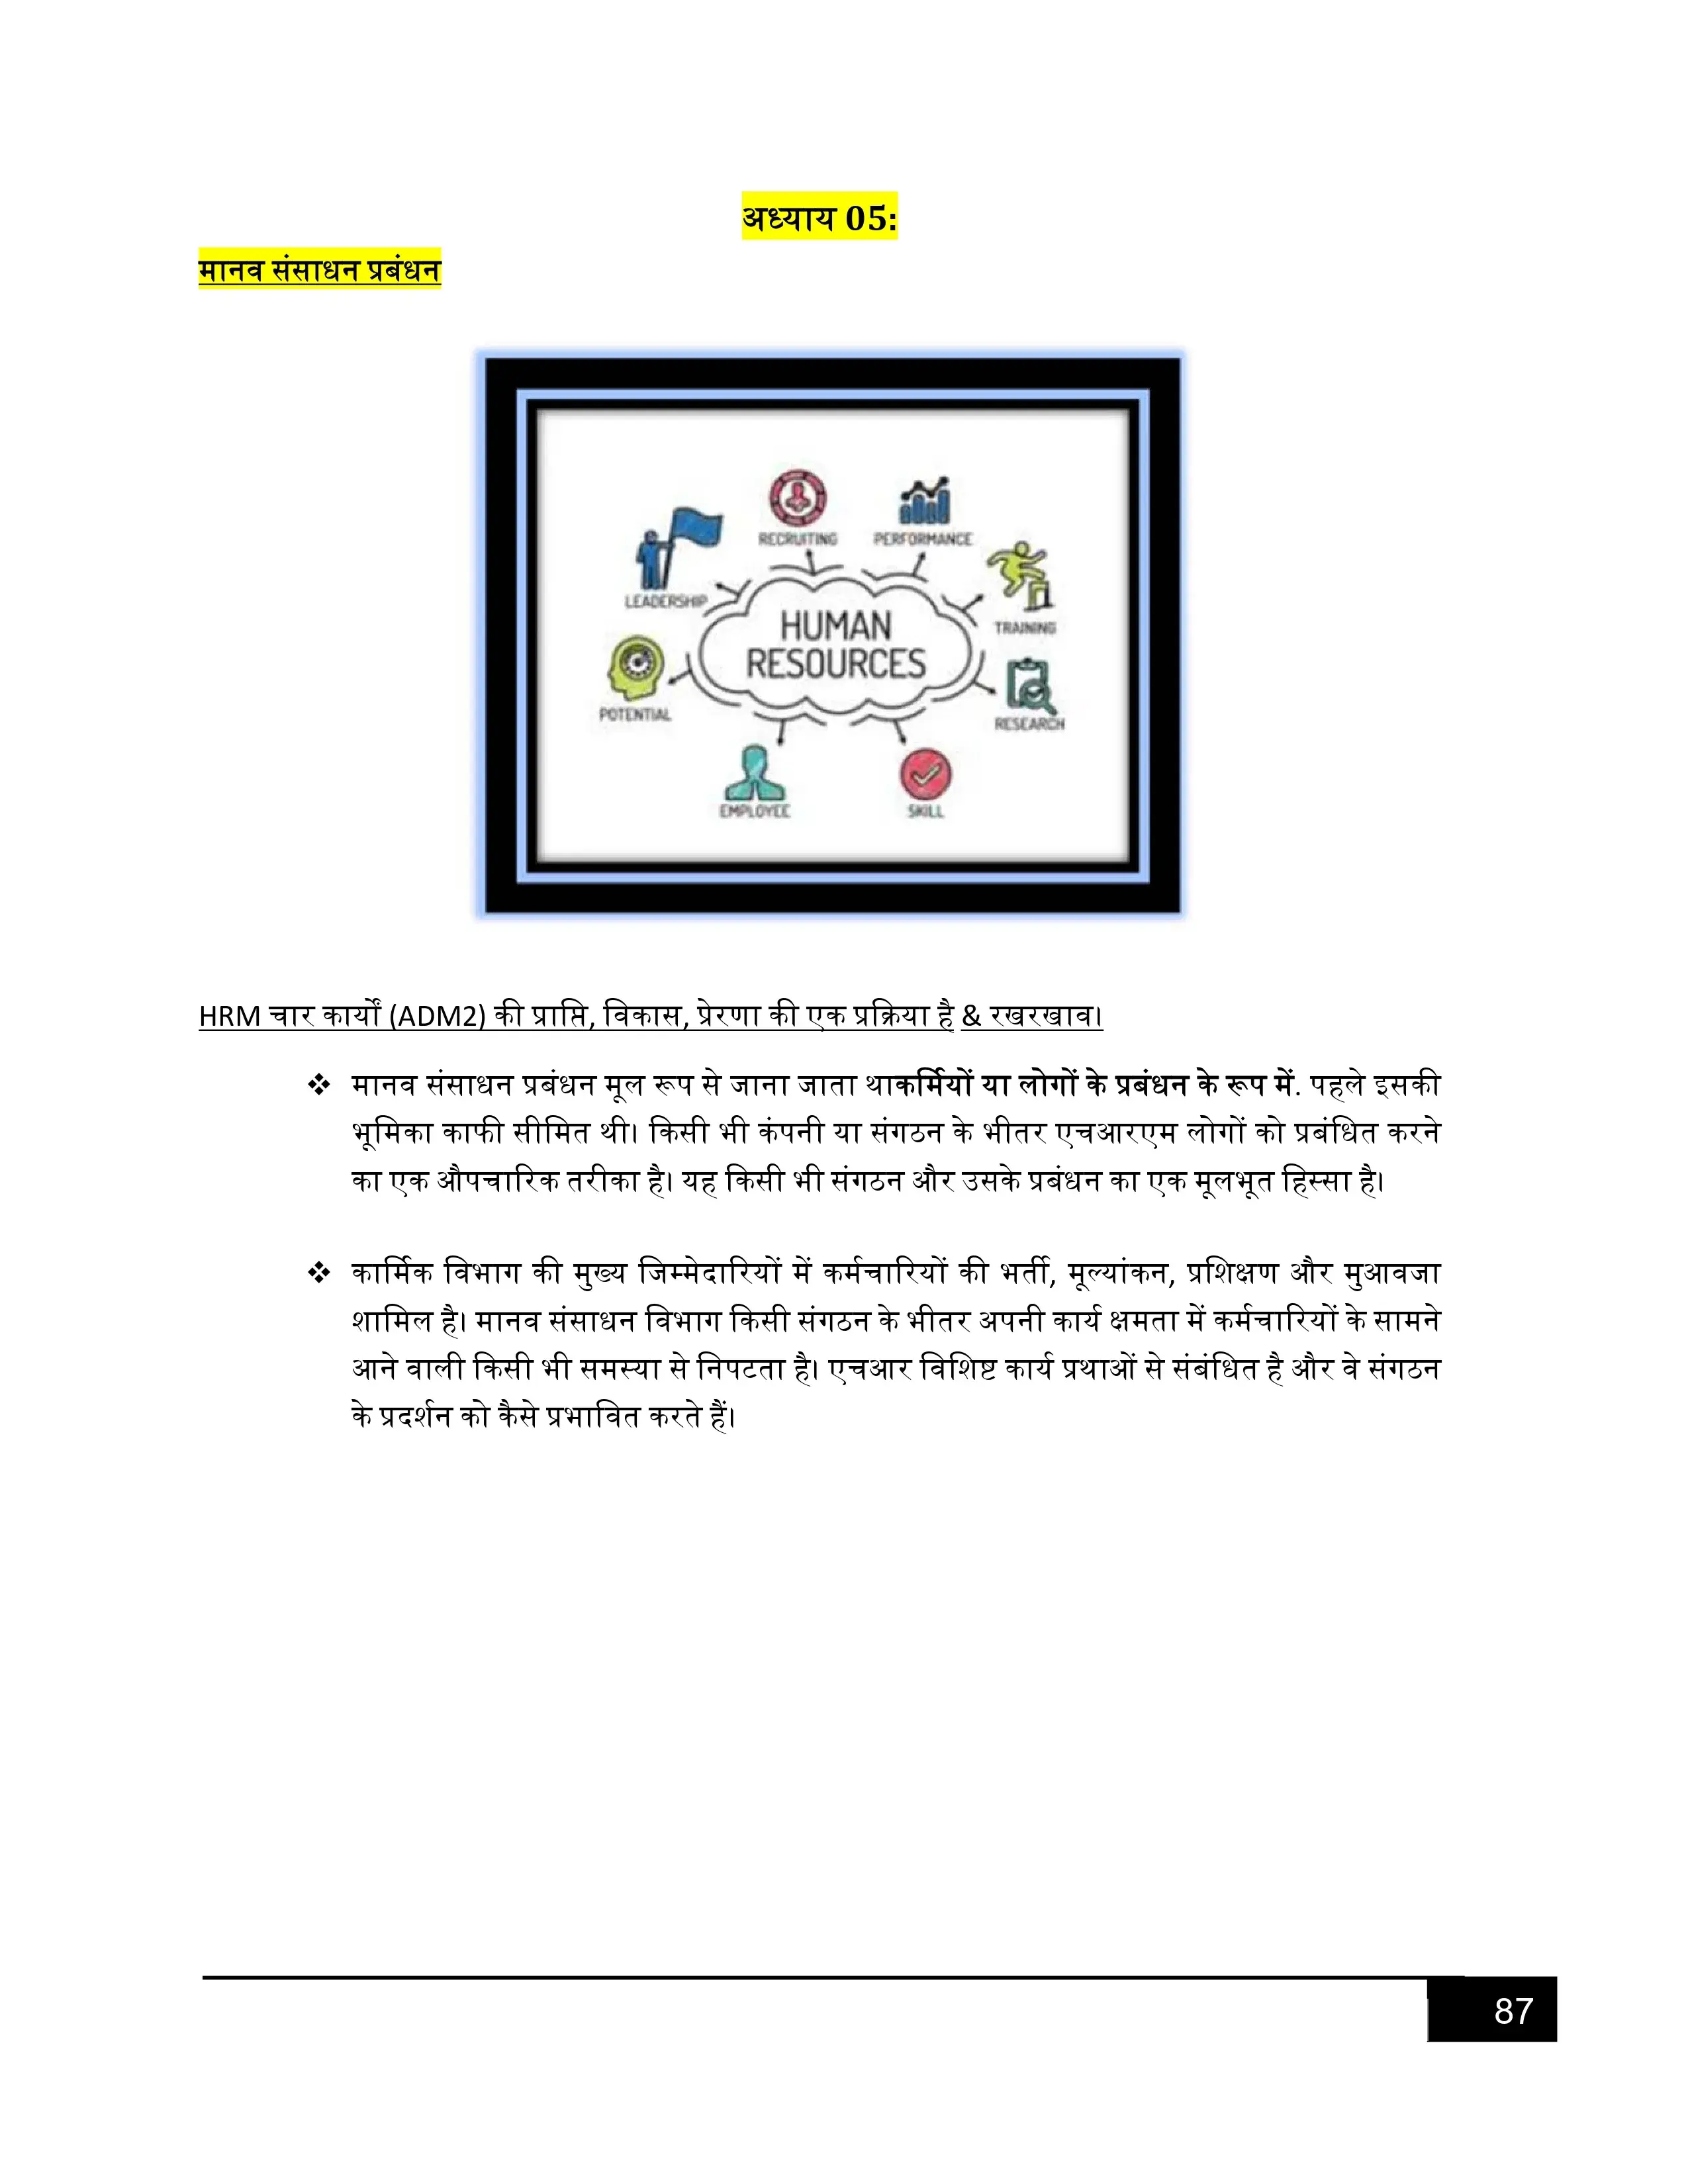 अध्याय 05:
मानव संसाधन प्रबंधन
RECRUITING
PERFORMANCE
LEADERSHIP
TRAINING
HUMAN
RESOURCES
POTENTIAL
RESEARCH
EMPLOYEE
SKILL
HRM चार कार्यों (ADM2) की प्राप्ति, विकास, प्रेरणा की एक प्रक्रिया है & रखरखाव।
❖ मानव संसाधन प्रबंधन मूल रूप से जाना जाता थाकर्मियों या लोगों के प्रबंधन के रूप में. पहले इसकी
भूमिका काफी सीमित थी। किसी भी कंपनी या संगठन के भीतर एचआरएम लोगों को प्रबंधित करने
का एक औपचारिक तरीका है। यह किसी भी संगठन और उसके प्रबंधन का एक मूलभूत हिस्सा है।
❖ कार्मिक विभाग की मुख्य जिम्मेदारियों में कर्मचारियों की भर्ती, मूल्यांकन, प्रशिक्षण और मुआवजा
शामिल है। मानव संसाधन विभाग किसी संगठन के भीतर अपनी कार्य क्षमता में कर्मचारियों के सामने
आने वाली किसी भी समस्या से निपटता है। एचआर विशिष्ट कार्य प्रथाओं से संबंधित है और वे संगठन
के प्रदर्शन को कैसे प्रभावित करते हैं।
87